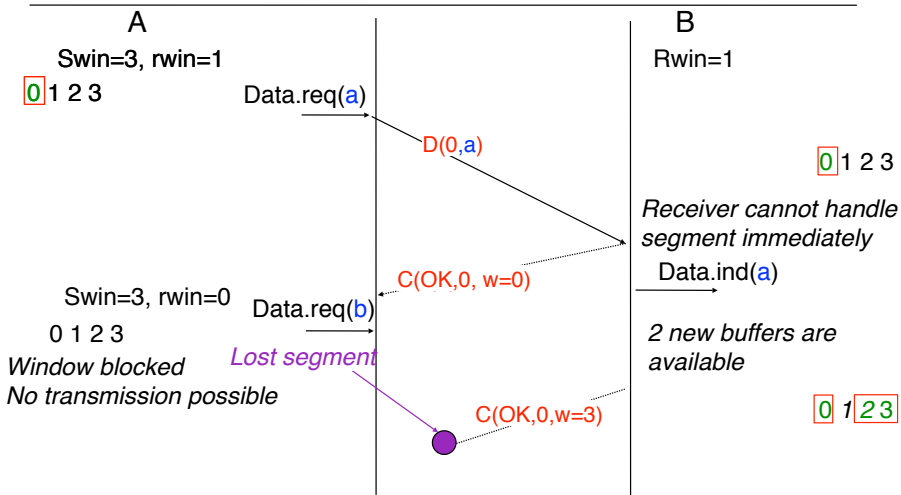 A
B
Swin=3, rwin=1
Rwin=1
0 1 2 3
Data.req(a)
D(0,a)
0 1 2 3
Receiver cannot handle
segment immediately
C(OK,0, w=0)
Data.ind(a)
Swin=3, rwin=0
Data.req(b)
0 1 2 3
2 new buffers are
available
Lost segment
Window blocked
No transmission possible
C(OK,0,w=3)
0 1 2 3